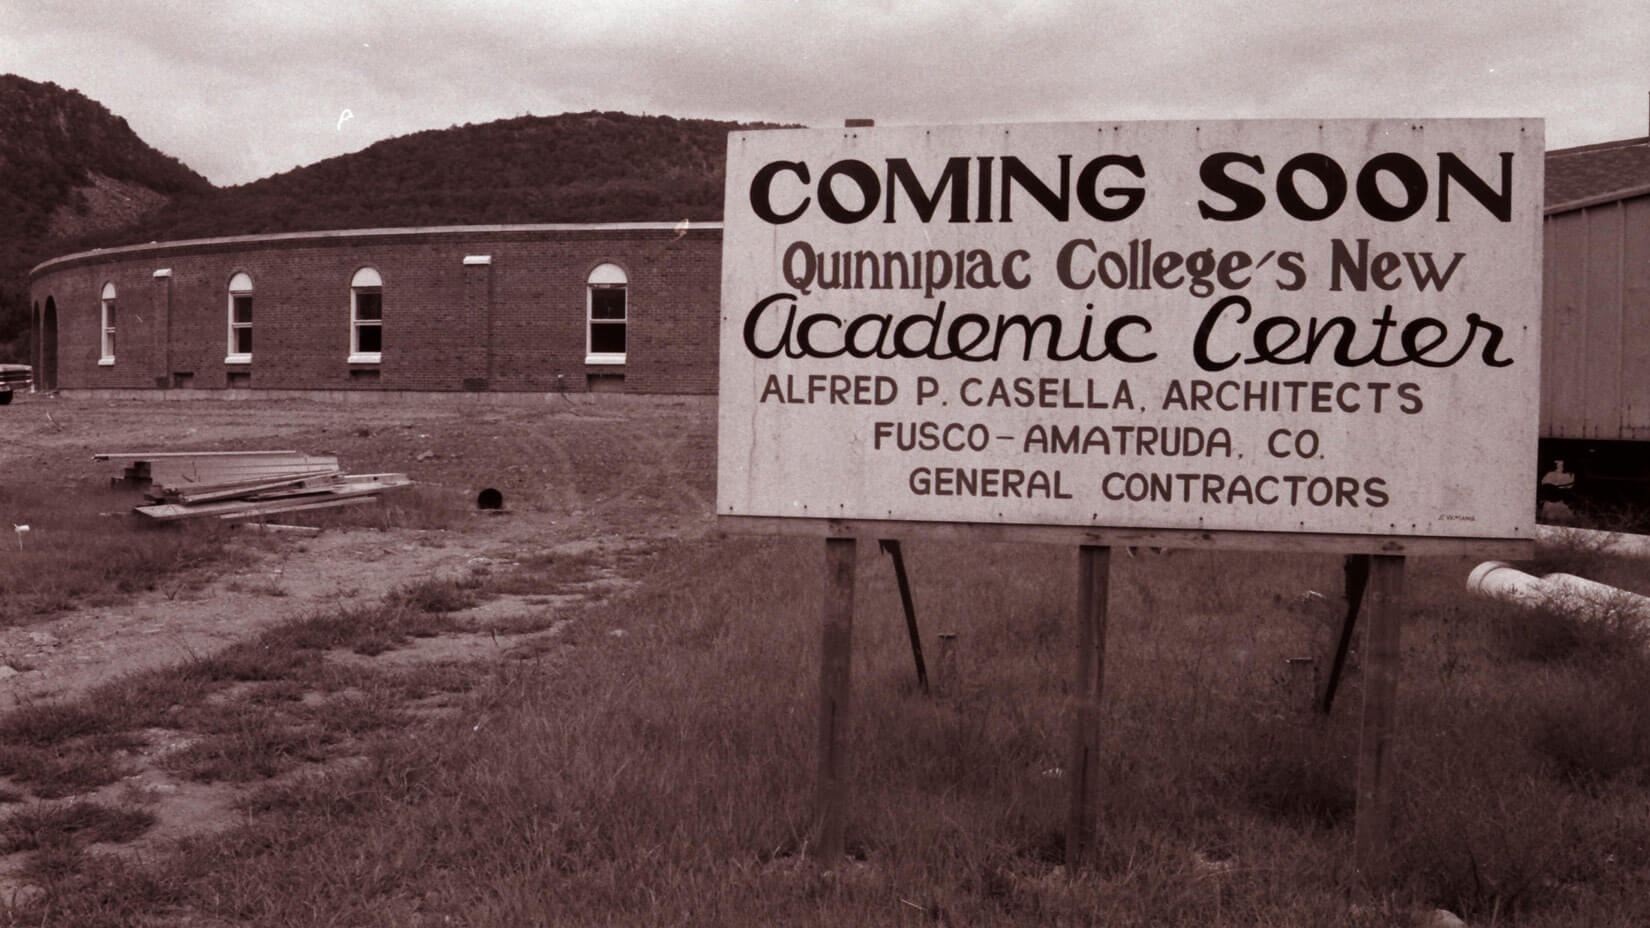 COMING SOON
Quinnipiac College's New
Academic Center
ALFRED P. CASELLA, ARCHITECTS
FUSCO-AMATRUDA, CO.
GENERAL CONTRACTORS